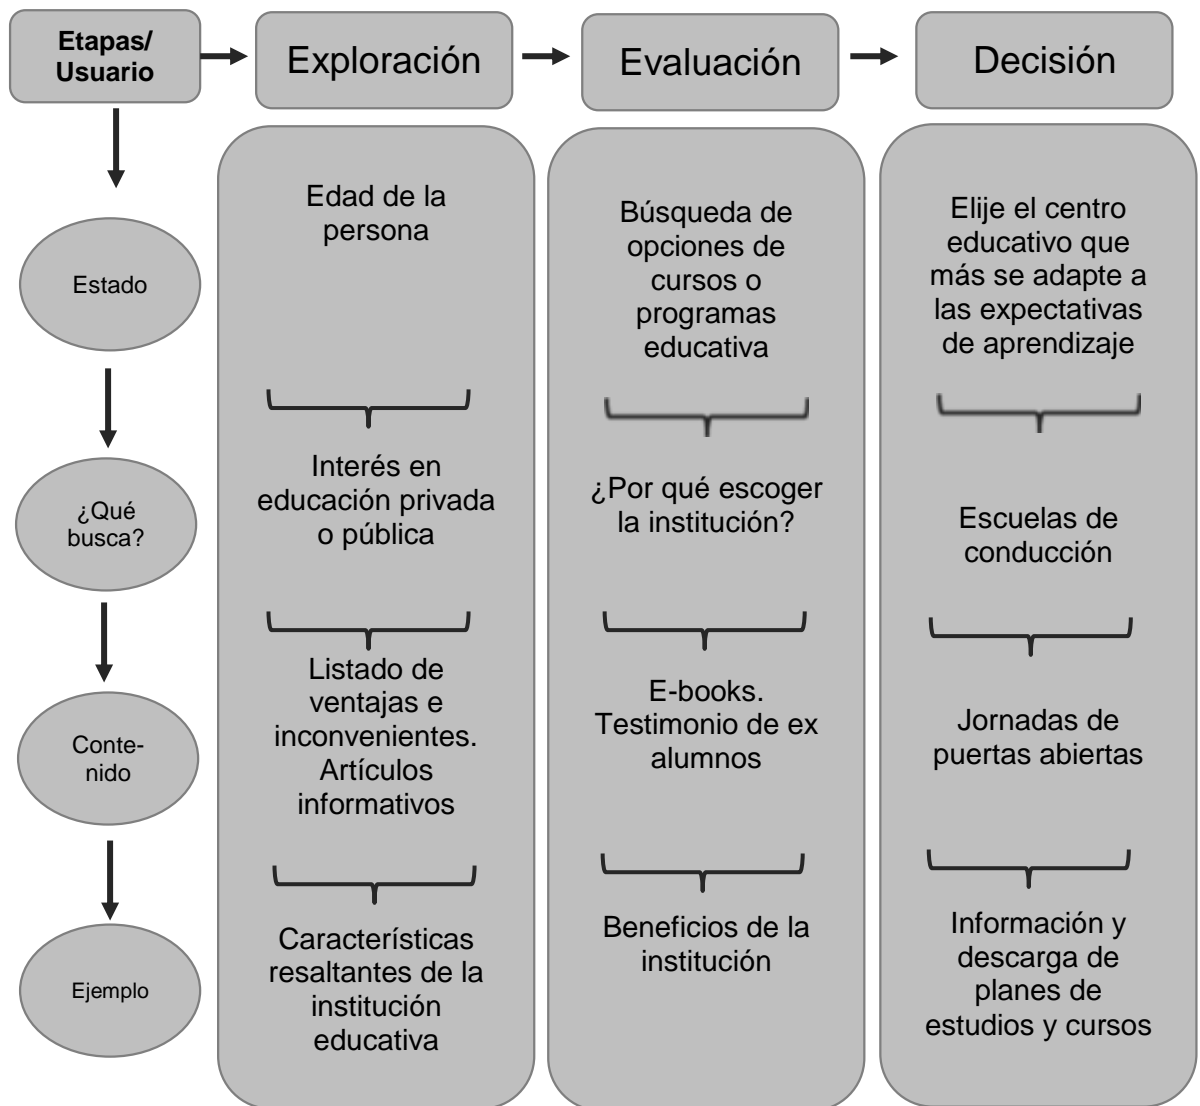 Etapas/
Usuario
Exploración
Evaluación
Decisión
Estado
Edad de la
persona
Búsqueda de
opciones de
cursos o
programas
educativa
Elije el centro
educativo que
más se adapte a
las expectativas
de aprendizaje
¿Qué
busca?
Interés en
educación privada
o pública
¿Por qué escoger
la institución?
Escuelas de
conducción
Conte-
nido
Listado de
ventajas e
inconvenientes.
Artículos
informativos
E-books.
Testimonio de ex
alumnos
Jornadas de
puertas abiertas
Ejemplo
Características
resaltantes de la
institución
educativa
Beneficios de la
institución
Información y
descarga de
planes de
estudios y cursos